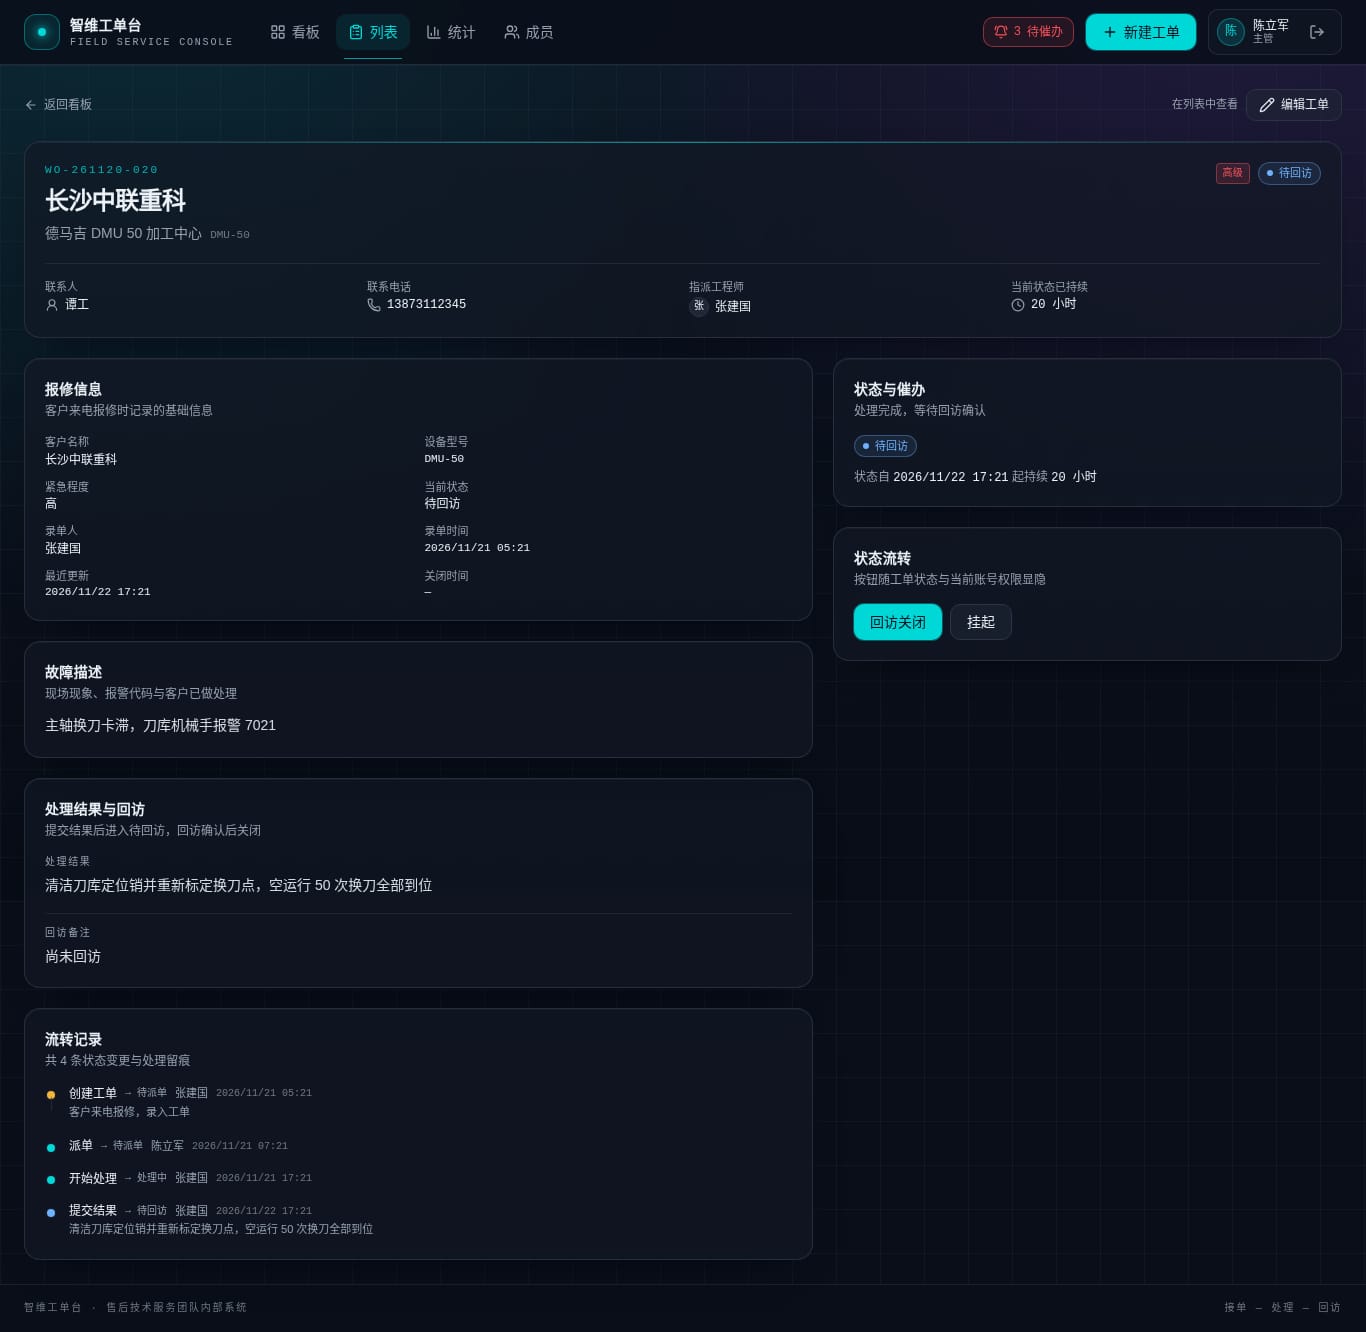 智维工单台
FIELD SERVICE CONSOLE
看板
列表
统计
成员
3 待催办
新建工单
陈
陈立军
主管
返回看板
在列表中查看
编辑工单
WO-261120-020
高级
待回访
长沙中联重科
德马吉 DMU 50 加工中心 DMU-50
联系人
谭工
联系电话
13873112345
指派工程师
张 张建国
当前状态已持续
20 小时
报修信息
客户来电报修时记录的基础信息
客户名称
长沙中联重科
设备型号
DMU-50
紧急程度
高
当前状态
待回访
录单人
张建国
录单时间
2026/11/21 05:21
最近更新
2026/11/22 17:21
关闭时间
—
故障描述
现场现象、报警代码与客户已做处理
主轴换刀卡滞，刀库机械手报警 7021
处理结果与回访
提交结果后进入待回访，回访确认后关闭
处理结果
清洁刀库定位销并重新标定换刀点，空运行 50 次换刀全部到位
回访备注
尚未回访
流转记录
共 4 条状态变更与处理留痕
创建工单 → 待派单 张建国 2026/11/21 05:21
客户来电报修，录入工单
派单 → 待派单 陈立军 2026/11/21 07:21
开始处理 → 处理中 张建国 2026/11/21 17:21
提交结果 → 待回访 张建国 2026/11/22 17:21
清洁刀库定位销并重新标定换刀点，空运行 50 次换刀全部到位
状态与催办
处理完成，等待回访确认
待回访
状态自 2026/11/22 17:21 起持续 20 小时
状态流转
按钮随工单状态与当前账号权限显隐
回访关闭
挂起
智维工单台 · 售后技术服务团队内部系统
接单 — 处理 — 回访